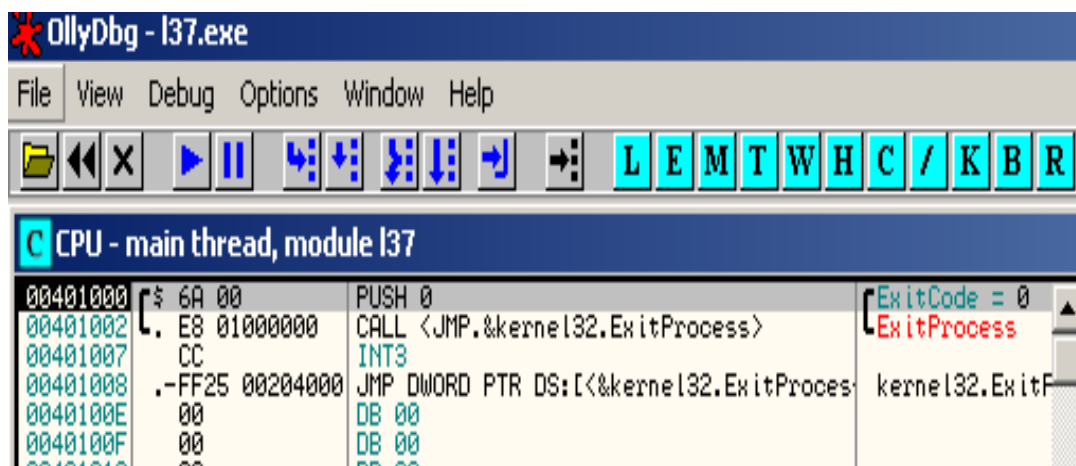 OllyDbg - l37.exe
File View Debug Options Window Help
L E M T W H C / K B R
C CPU - main thread, module l37
00401000 $ 6A 00 PUSH 0 ExitCode = 0
00401002 . E8 01000000 CALL <JMP.&kernel32.ExitProcess> ExitProcess
00401007 CC INT3
00401008 .-FF25 00204000 JMP DWORD PTR DS:[<&kernel32.ExitProces kernel32.ExitF
0040100E 00 DB 00
0040100F 00 DB 00